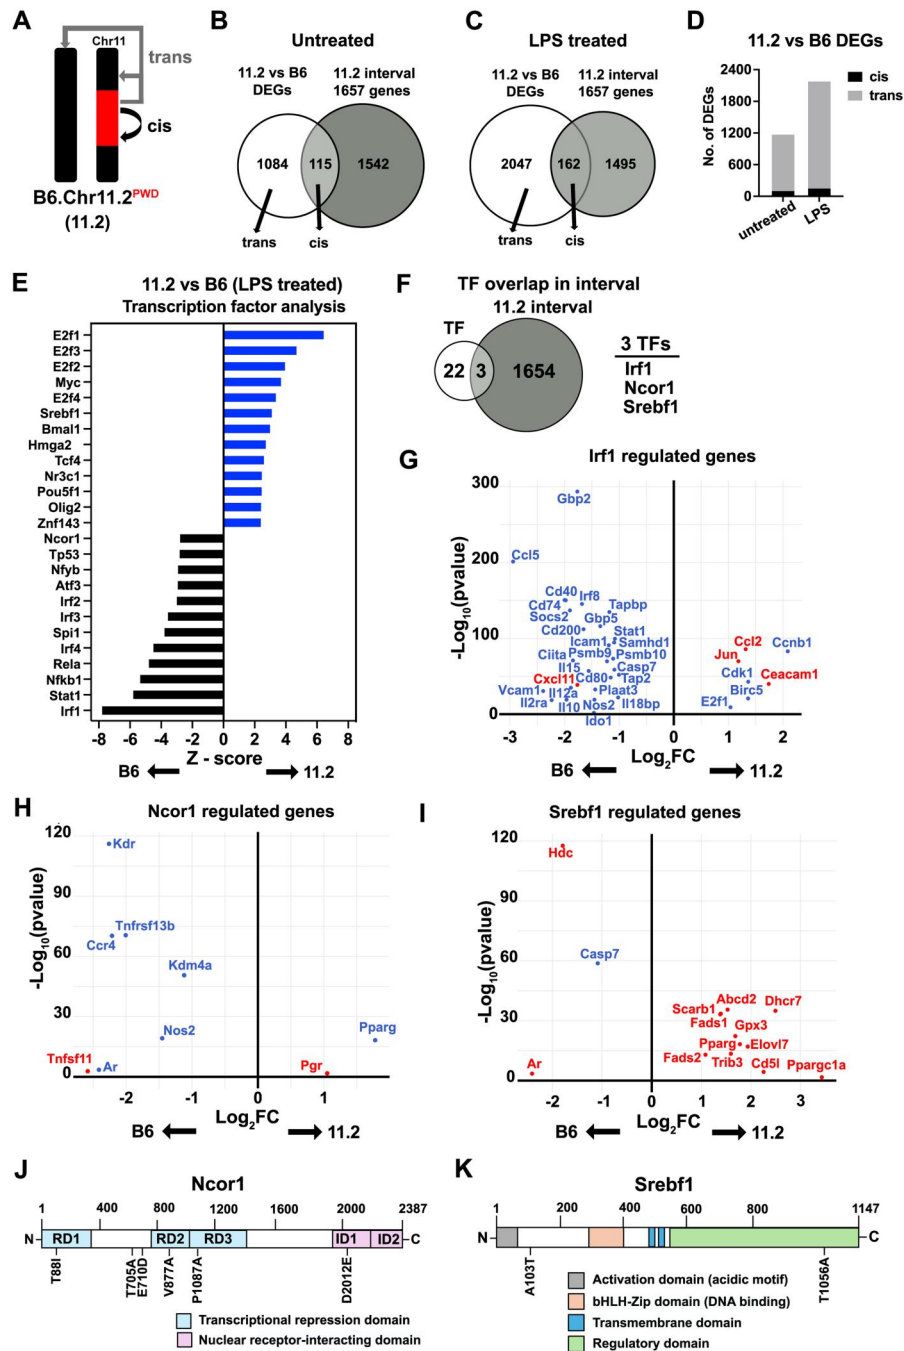 A
Chr11
trans
cis
B6.Chr11.2PWD
(11.2)
B
Untreated
11.2 vs B6
DEGs
11.2 interval
1657 genes
1084
115
1542
trans
cis
C
LPS treated
11.2 vs B6
DEGs
11.2 interval
1657 genes
2047
162
1495
trans
cis
D
11.2 vs B6 DEGs
No. of DEGs
2400
1800
1200
600
0
untreated
LPS
cis
trans
E
11.2 vs B6 (LPS treated)
Transcription factor analysis
E2f1
E2f3
E2f2
Myc
E2f4
Srebf1
Bmal1
Hmga2
Tcf4
Nr3c1
Pou5f1
Olig2
Znf143
Ncor1
Tp53
Nfyb
Atf3
Irf2
Irf3
Spi1
Irf4
Rela
Nfkb1
Stat1
Irf1
-8 -6 -4 -2 0 2 4 6 8
Z - score
B6
11.2
F
TF overlap in interval
11.2 interval
TF
22
3
1654
3 TFs
Irf1
Ncor1
Srebf1
G
Irf1 regulated genes
-Log10(pvalue)
300
200
100
0
Gbp2
Ccl5
Cd40
Irf8
Cd74
Tapbp
Socs2
Gbp5
Cd200
Stat1
Icam1
Samhd1
Ciita
Psmb9
Psmb10
Il15
Casp7
Cxcl11
Cd80
Tap2
Vcam1
Il12a
Plaat3
Il2ra
Il10
Nos2
Il18bp
Ido1
Ccl2
Ccnb1
Jun
Cdk1
Ceacam1
Birc5
E2f1
-3 -2 -1 0 1 2
Log2FC
B6
11.2
H
Ncor1 regulated genes
-Log10(pvalue)
120
90
60
30
0
Kdr
Tnfrsf13b
Ccr4
Kdm4a
Nos2
Pparg
Tnfsf11
Ar
Pgr
-2 -1 0 1
Log2FC
B6
11.2
I
Srebf1 regulated genes
-Log10(pvalue)
120
90
60
30
0
Hdc
Casp7
Abcd2
Scarb1
Dhcr7
Fads1
Gpx3
Pparg
Elovl7
Fads2
Trib3
Cd5l
Ppargc1a
Ar
-2 -1 0 1 2 3
Log2FC
B6
11.2
J
Ncor1
1 400 800 1200 1600 2000 2387
N
RD1
RD2
RD3
ID1
ID2
C
T88I
T705A
E710D
V877A
P1087A
D2012E
Transcriptional repression domain
Nuclear receptor-interacting domain
K
Srebf1
1 200 400 600 800 1147
N
C
A103T
T1056A
Activation domain (acidic motif)
bHLH-Zip domain (DNA binding)
Transmembrane domain
Regulatory domain